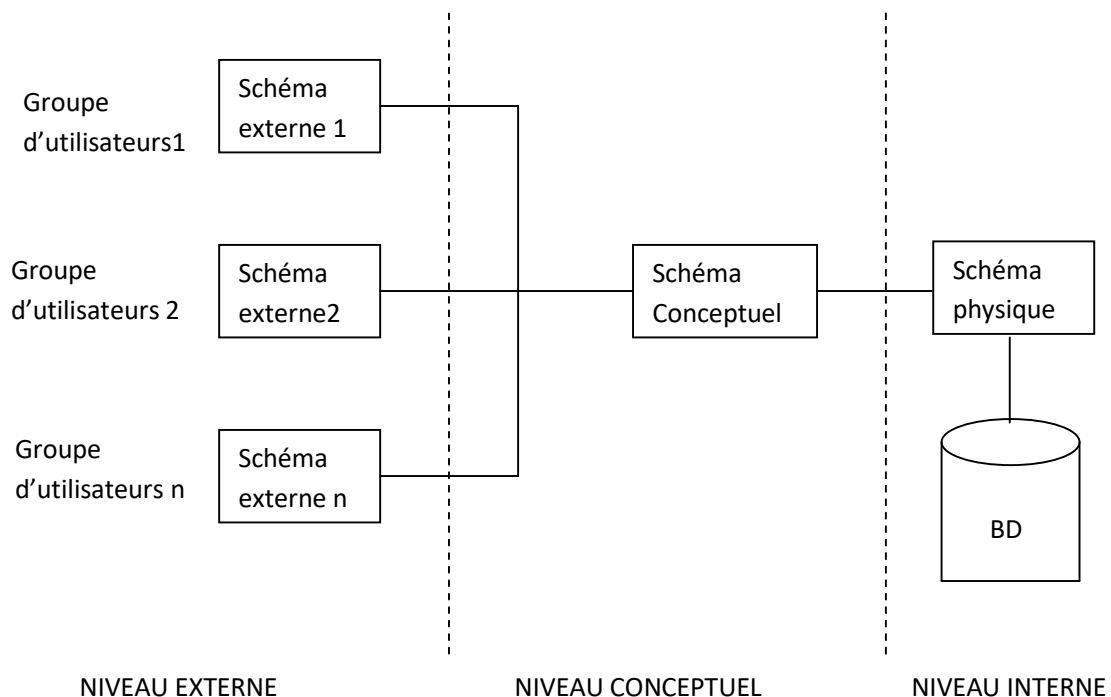 Groupe
d’utilisateurs1
Schéma
externe 1
Groupe
d’utilisateurs 2
Schéma
externe2
Schéma
Conceptuel
Schéma
physique
Groupe
d’utilisateurs n
Schéma
externe n
BD
NIVEAU EXTERNE
NIVEAU CONCEPTUEL
NIVEAU INTERNE